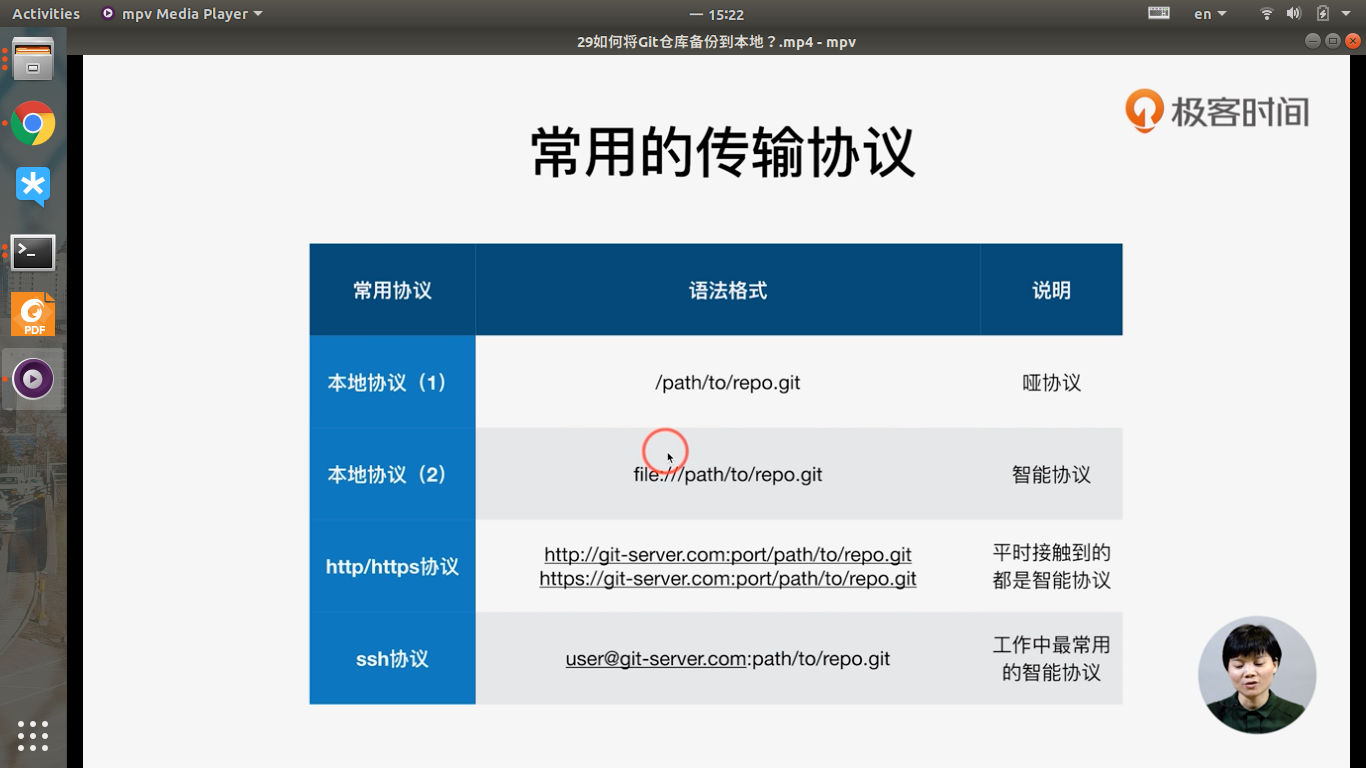 Activities
mpv Media Player
15:22
en
29如何将Git仓库备份到本地？.mp4 - mpv
极客时间
常用的传输协议
常用协议
语法格式
说明
本地协议（1）
/path/to/repo.git
哑协议
本地协议（2）
file:///path/to/repo.git
智能协议
http/https协议
http://git-server.com:port/path/to/repo.git
https://git-server.com:port/path/to/repo.git
平时接触到的
都是智能协议
ssh协议
user@git-server.com:path/to/repo.git
工作中最常用
的智能协议
PDF